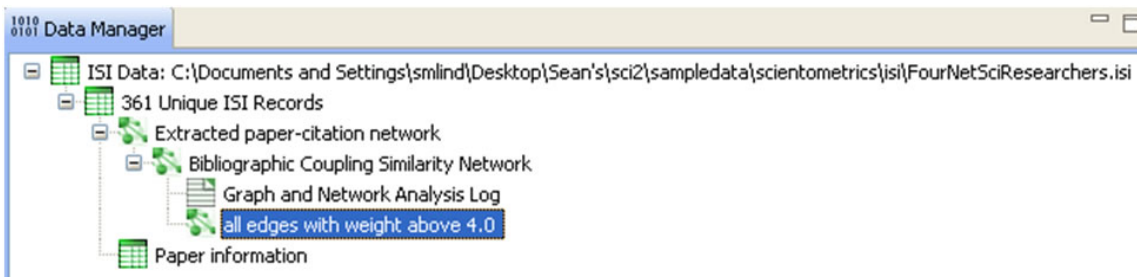 1010
0101 Data Manager
ISI Data: C:\Documents and Settings\smlind\Desktop\Sean's\sci2\sampledata\scientometrics\isi\FourNetSciResearchers.isi
361 Unique ISI Records
Extracted paper-citation network
Bibliographic Coupling Similarity Network
Graph and Network Analysis Log
all edges with weight above 4.0
Paper information